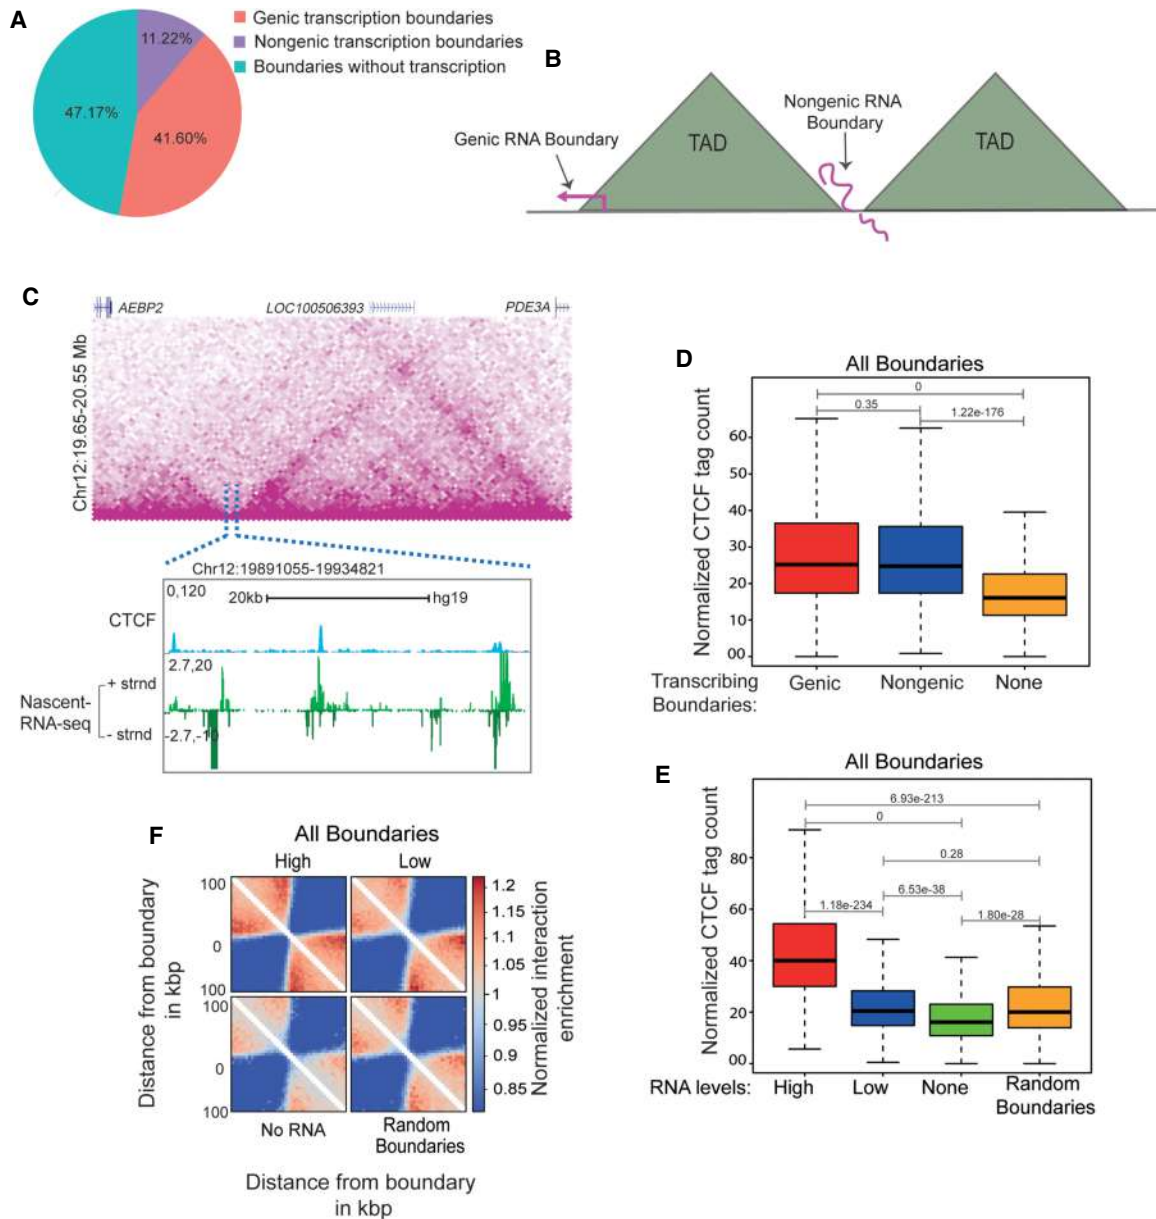 A
11.22%
47.17%
41.60%
Genic transcription boundaries
Nongenic transcription boundaries
Boundaries without transcription
B
Genic RNA Boundary
TAD
Nongenic RNA
Boundary
TAD
C
AEBP2
LOC100506393
PDE3A
Chr12:19.65-20.55 Mb
Chr12:19891055-19934821
0,120
20kb
hg19
CTCF
2.7,20
+ strnd
Nascent-
RNA-seq
- strnd
-2.7,-10
D
All Boundaries
0
0.35
1.22e-176
Normalized CTCF tag count
60
50
40
30
20
10
00
Transcribing
Boundaries:
Genic
Nongenic
None
E
All Boundaries
6.93e-213
0
0.28
6.53e-38
1.18e-234
1.80e-28
Normalized CTCF tag count
80
60
40
20
00
RNA levels:
High
Low
None
Random
Boundaries
F
All Boundaries
High
Low
Distance from boundary
in kbp
100
0
100
100
0
100
1.2
1.15
1.1
1.05
1
0.95
0.9
0.85
Normalized interaction
enrichment
No RNA
Random
Boundaries
Distance from boundary
in kbp